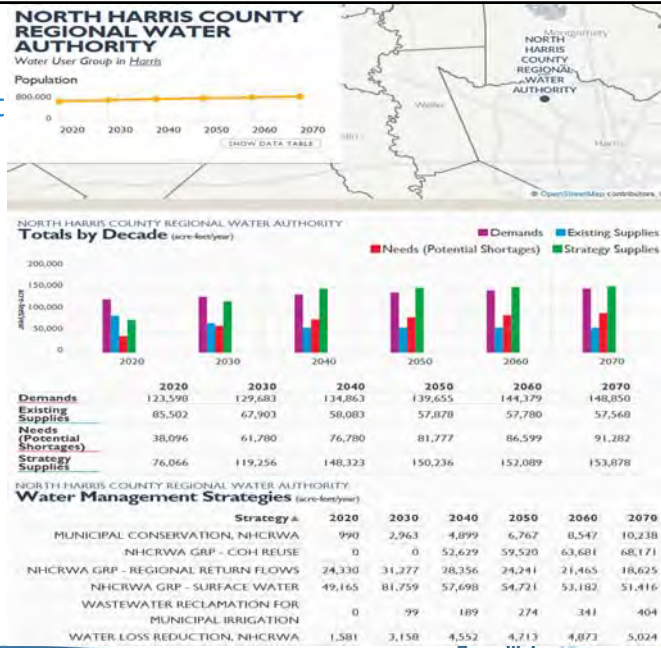 NORTH HARRIS COUNTY
REGIONAL WATER
AUTHORITY
Water User Group in Harris
Population
800,000
0
2020 2030 2040 2050 2060 2070
SHOW DATA TABLE
Montgomery
NORTH
HARRIS
COUNTY
REGIONAL
WATER
AUTHORITY
Waller
Harris
© OpenStreetMap contributors,
NORTH HARRIS COUNTY REGIONAL WATER AUTHORITY
Totals by Decade (acre-feet/year)
Demands Existing Supplies
Needs (Potential Shortages) Strategy Supplies
200,000
150,000
100,000
50,000
0
acre-feet/year
2020 2030 2040 2050 2060 2070
2020 2030 2040 2050 2060 2070
Demands 123,598 129,683 134,863 139,655 144,379 148,850
Existing
Supplies 85,502 67,903 58,083 57,878 57,780 57,568
Needs
(Potential
Shortages) 38,096 61,780 76,780 81,777 86,599 91,282
Strategy
Supplies 76,066 119,256 148,323 150,236 152,089 153,878
NORTH HARRIS COUNTY REGIONAL WATER AUTHORITY
Water Management Strategies (acre-feet/year)
Strategy▲ 2020 2030 2040 2050 2060 2070
MUNICIPAL CONSERVATION, NHCRWA 990 2,963 4,899 6,767 8,547 10,238
NHCRWA GRP - COH REUSE 0 0 52,629 59,520 63,681 68,171
NHCRWA GRP - REGIONAL RETURN FLOWS 24,330 31,277 28,356 24,241 21,465 18,625
NHCRWA GRP - SURFACE WATER 49,165 81,759 57,698 54,721 53,182 51,416
WASTEWATER RECLAMATION FOR
MUNICIPAL IRRIGATION 0 99 189 274 341 404
WATER LOSS REDUCTION, NHCRWA 1,581 3,158 4,552 4,713 4,873 5,024